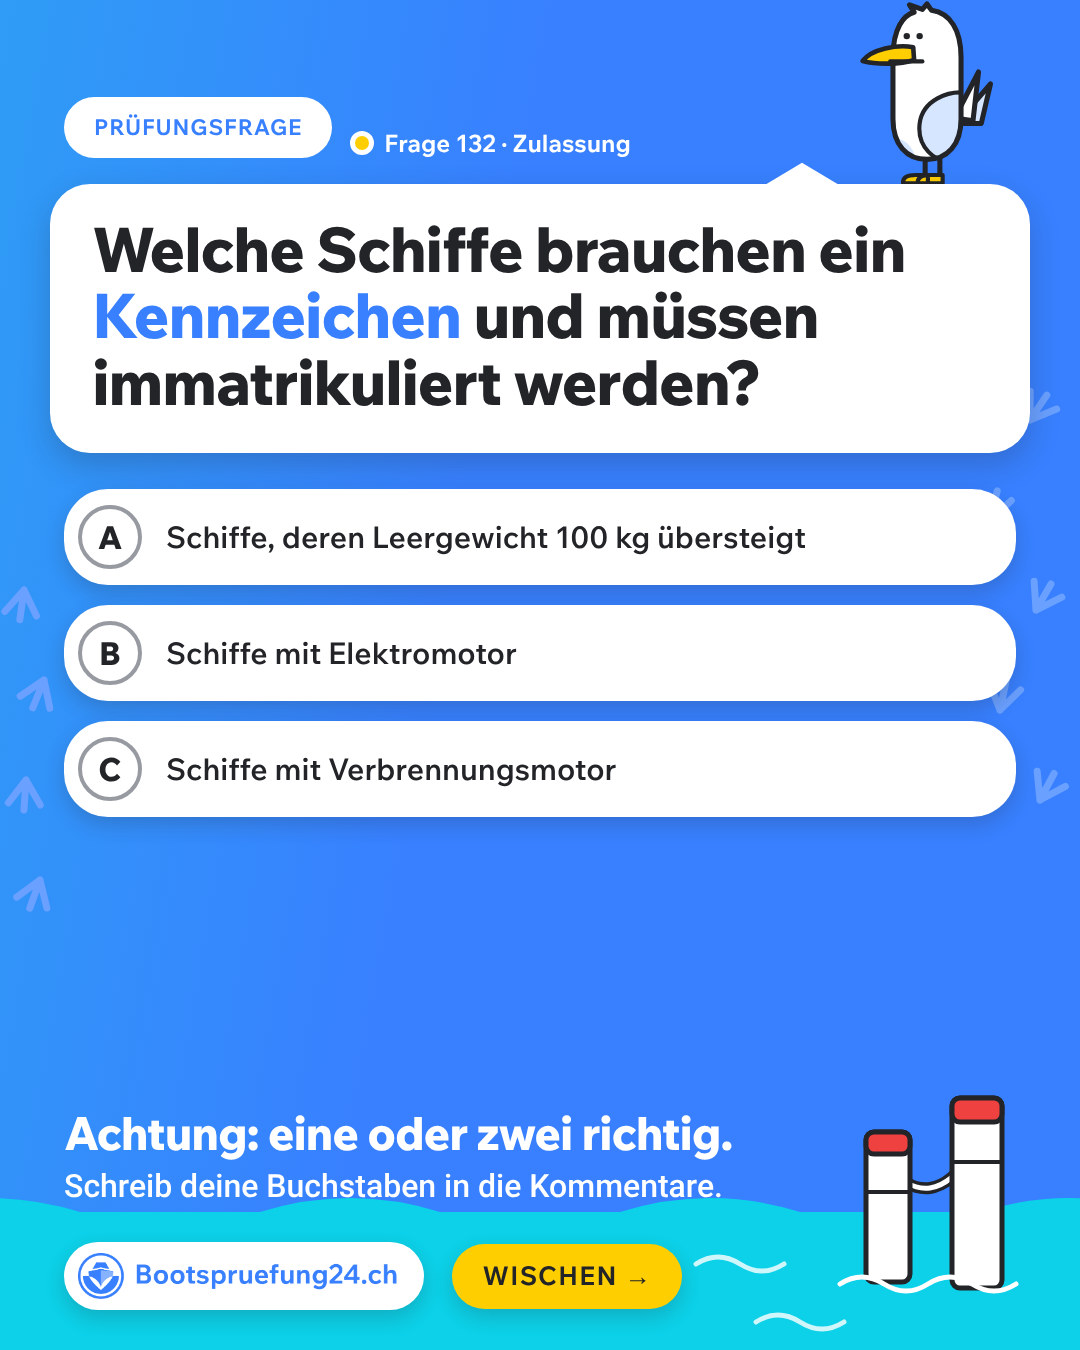 PRÜFUNGSFRAGE
Frage 132 · Zulassung
Welche Schiffe brauchen ein
Kennzeichen und müssen
immatrikuliert werden?
A Schiffe, deren Leergewicht 100 kg übersteigt
B Schiffe mit Elektromotor
C Schiffe mit Verbrennungsmotor
Achtung: eine oder zwei richtig.
Schreib deine Buchstaben in die Kommentare.
Bootspruefung24.ch
WISCHEN →